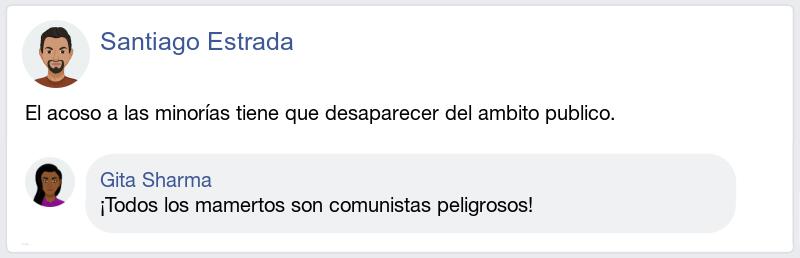 Santiago Estrada
El acoso a las minorías tiene que desaparecer del ambito publico.
Gita Sharma
¡Todos los mamertos son comunistas peligrosos!